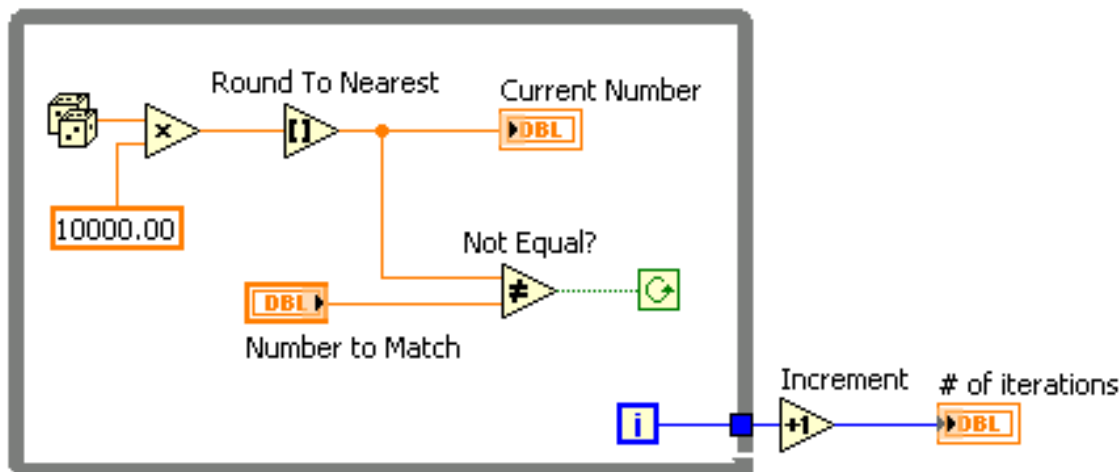 Round To Nearest
Current Number
×
[ ]
DBL
10000.00
Not Equal?
≠
DBL
Number to Match
Increment
# of iterations
i
+1
DBL